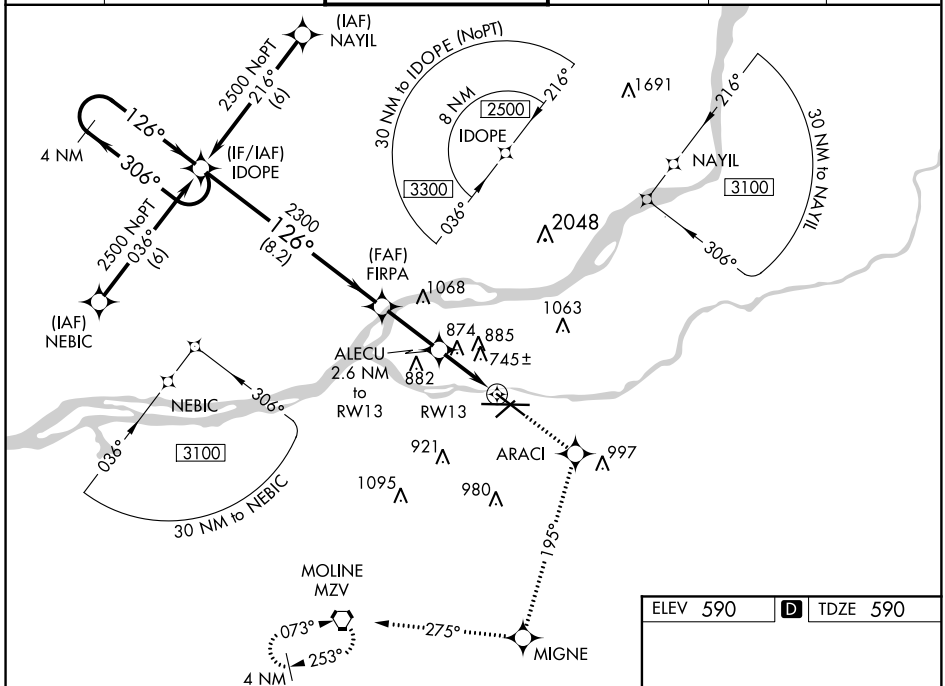 (IAF)
NAYIL
2500 NoPT
216°
(6)
126°
4 NM
306°
(IF/IAF)
IDOPE
2500 NoPT
036°
(6)
(IAF)
NEBIC
2300
126°
(8.2)
(FAF)
FIRPA
30 NM to IDOPE (NoPT)
8 NM
2500
216°
IDOPE
3300
036°
1691
216°
NAYIL
30 NM to NAYIL
3100
306°
2048
1068
1063
874
885
745±
ALECU
2.6 NM
to
RW13
882
RW13
306°
NEBIC
036°
3100
30 NM to NEBIC
921
ARACI
997
1095
980
195°
MOLINE
MZV
073°
253°
4 NM
275°
MIGNE
ELEV 590 D TDZE 590